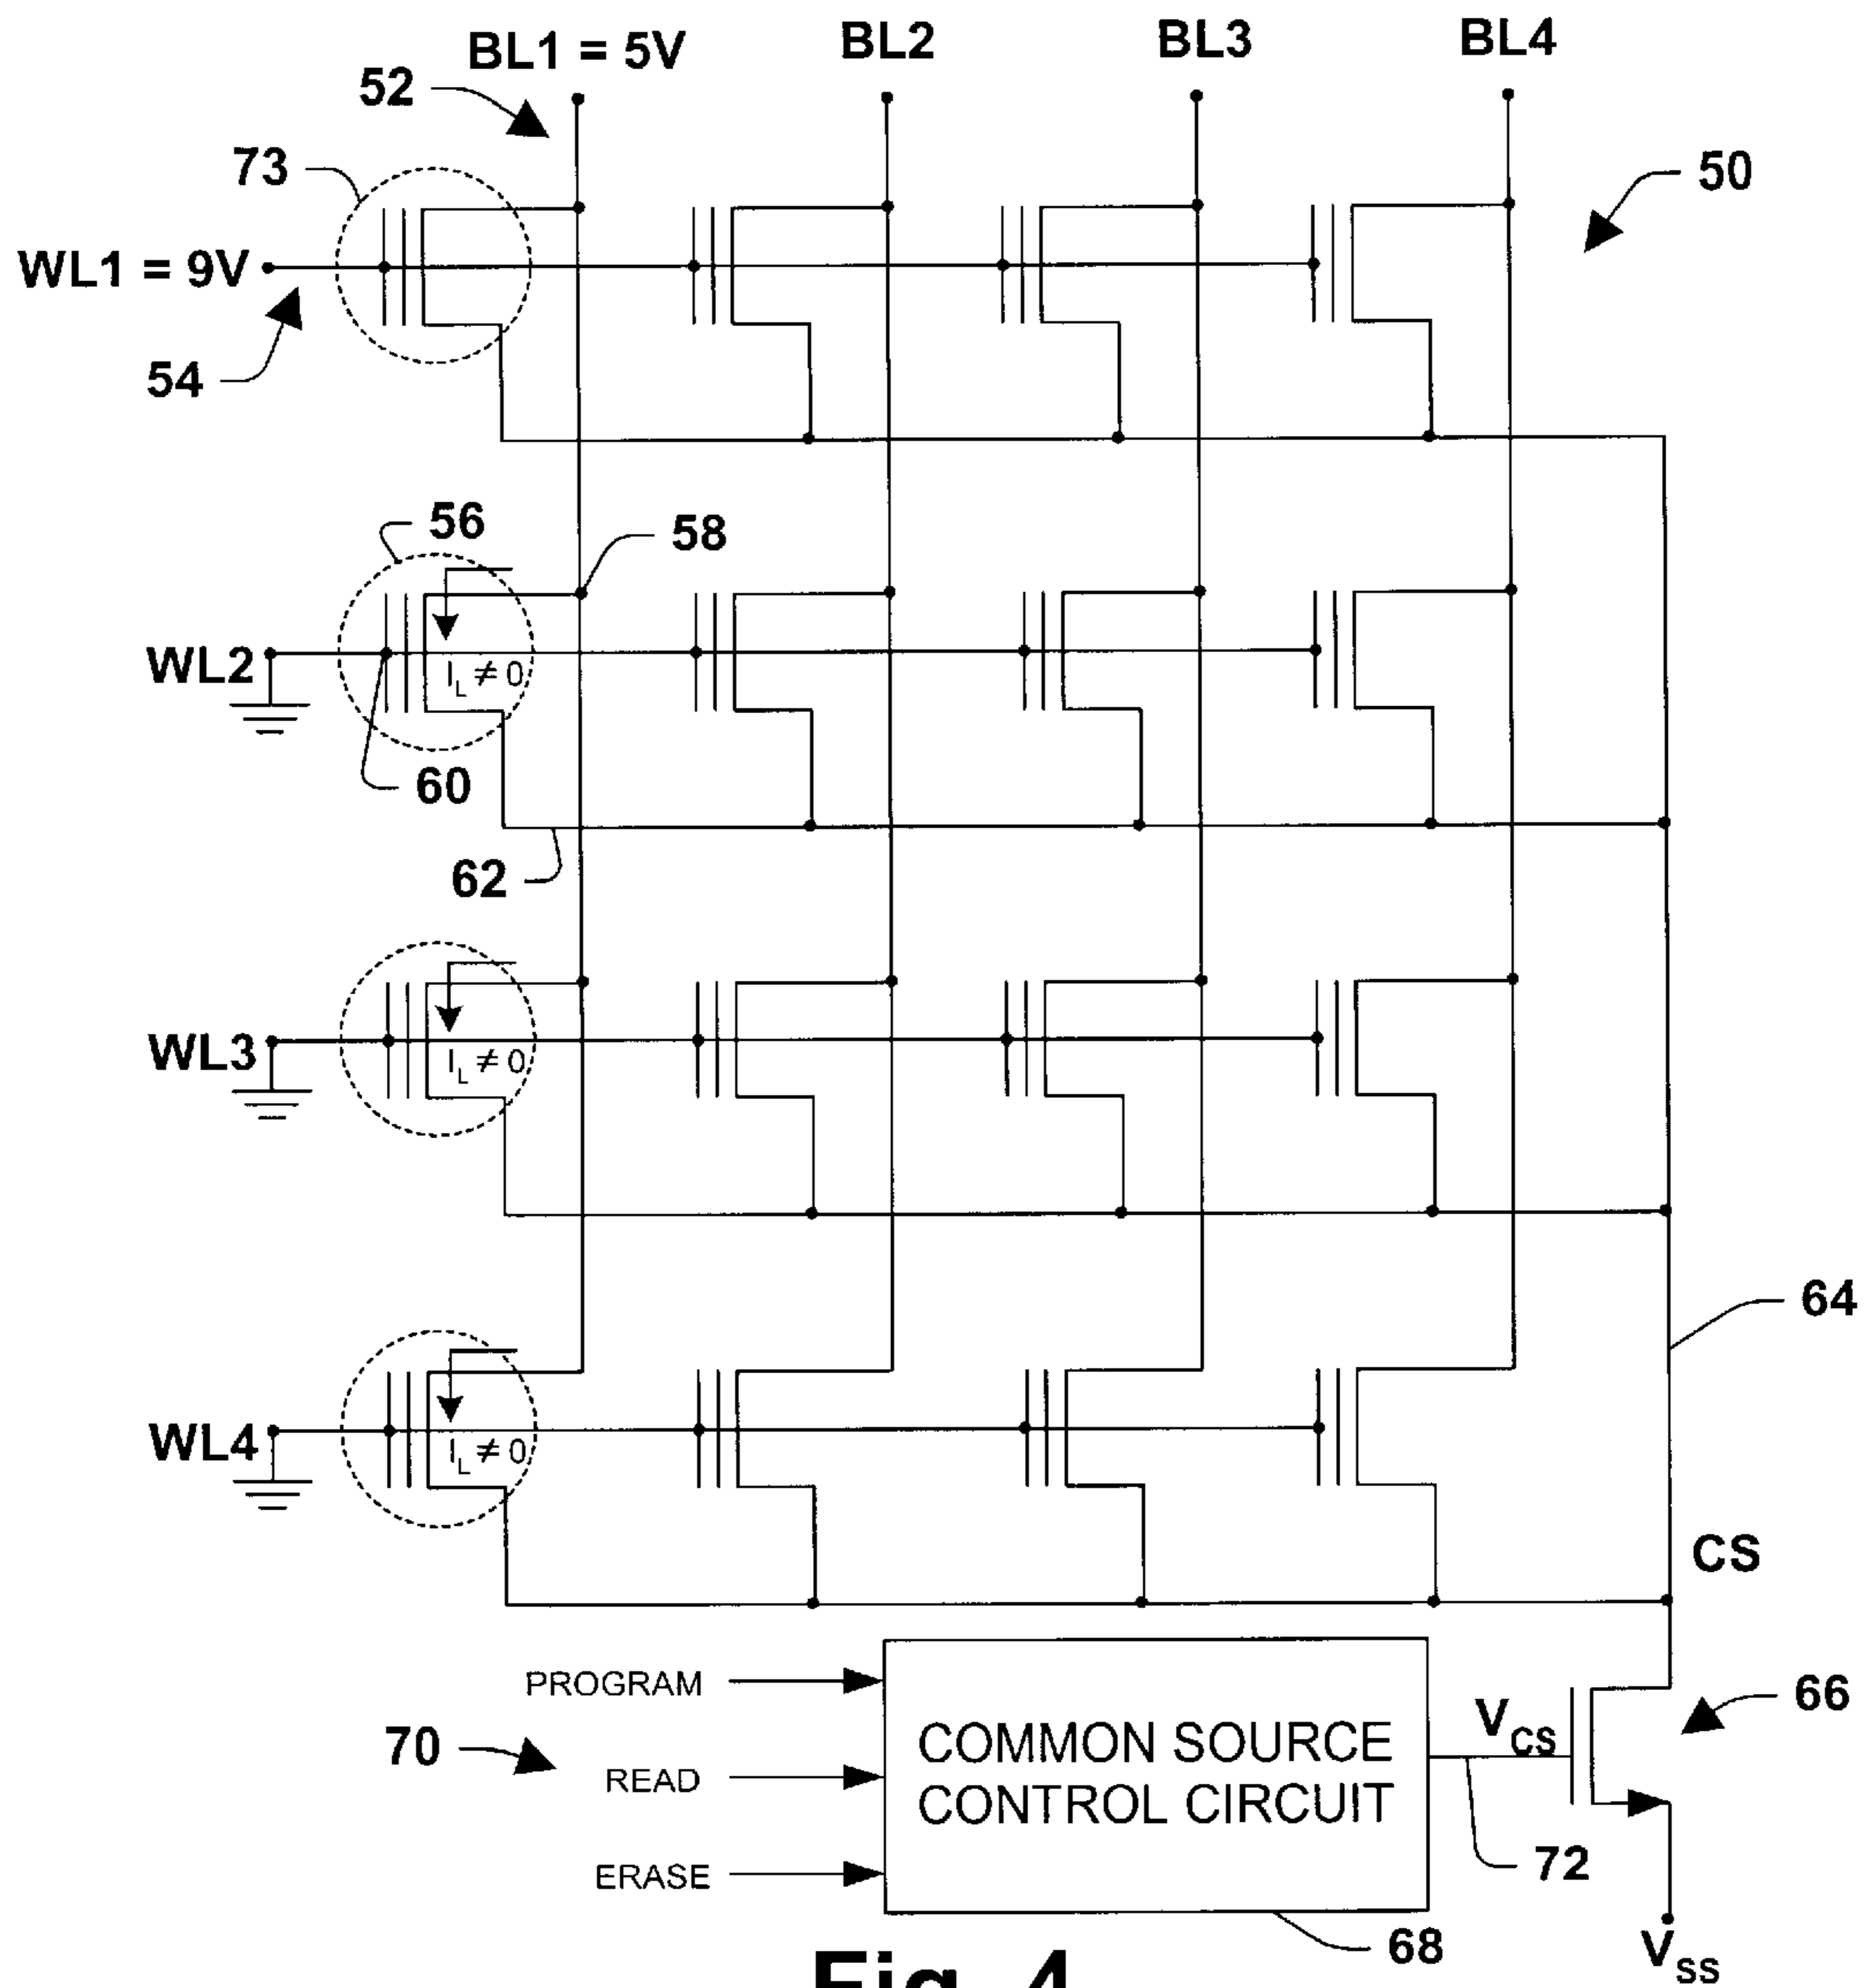 BL1 = 5V
BL2
BL3
BL4
52
73
50
WL1 = 9V
54
56
58
I_L ≠ 0
WL2
60
62
WL3
I_L ≠ 0
64
WL4
I_L ≠ 0
CS
PROGRAM
70
READ
ERASE
COMMON SOURCE
CONTROL CIRCUIT
V_CS
66
72
68
V_SS
Fig. 4